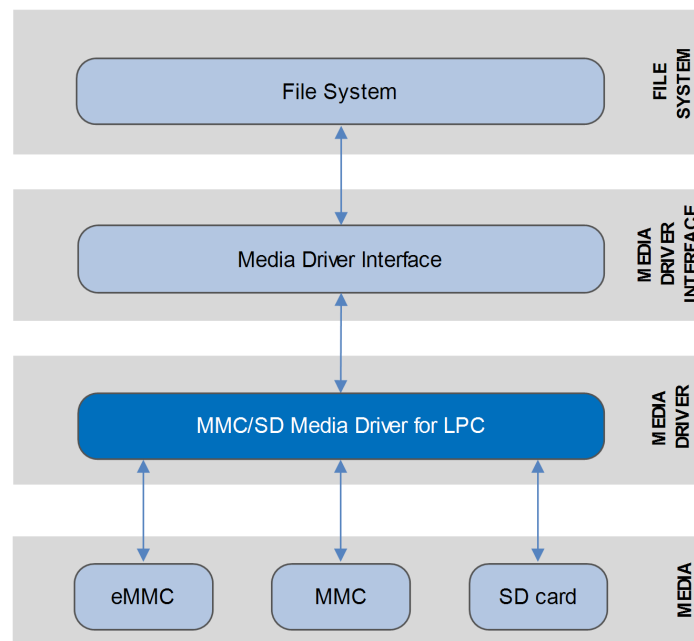 File System
FILE
SYSTEM
Media Driver Interface
MEDIA
DRIVER
INTERFACE
MMC/SD Media Driver for LPC
MEDIA
DRIVER
eMMC
MMC
SD card
MEDIA